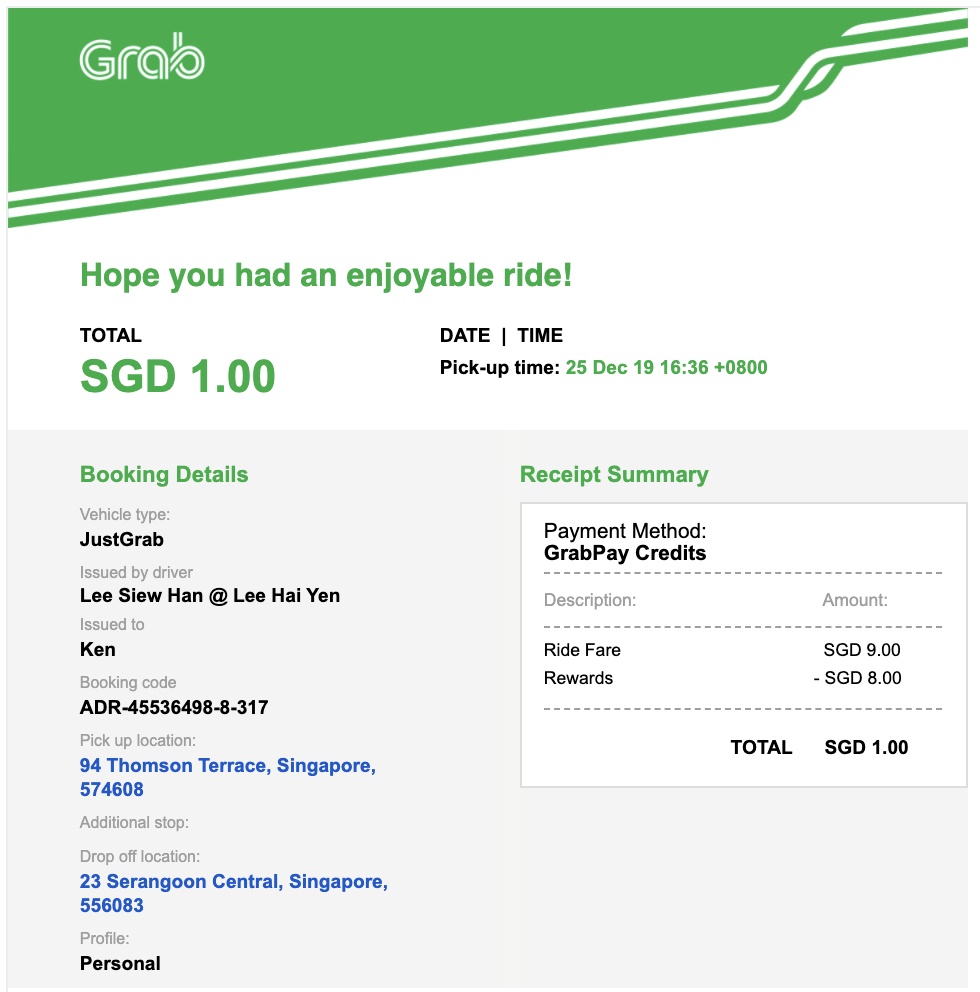 Grab
Hope you had an enjoyable ride!
TOTAL
SGD 1.00
DATE | TIME
Pick-up time: 25 Dec 19 16:36 +0800
Booking Details
Vehicle type:
JustGrab
Issued by driver
Lee Siew Han @ Lee Hai Yen
Issued to
Ken
Booking code
ADR-45536498-8-317
Pick up location:
94 Thomson Terrace, Singapore,
574608
Additional stop:
Drop off location:
23 Serangoon Central, Singapore,
556083
Profile:
Personal
Receipt Summary
Payment Method:
GrabPay Credits
Description: Amount:
Ride Fare SGD 9.00
Rewards - SGD 8.00
TOTAL SGD 1.00